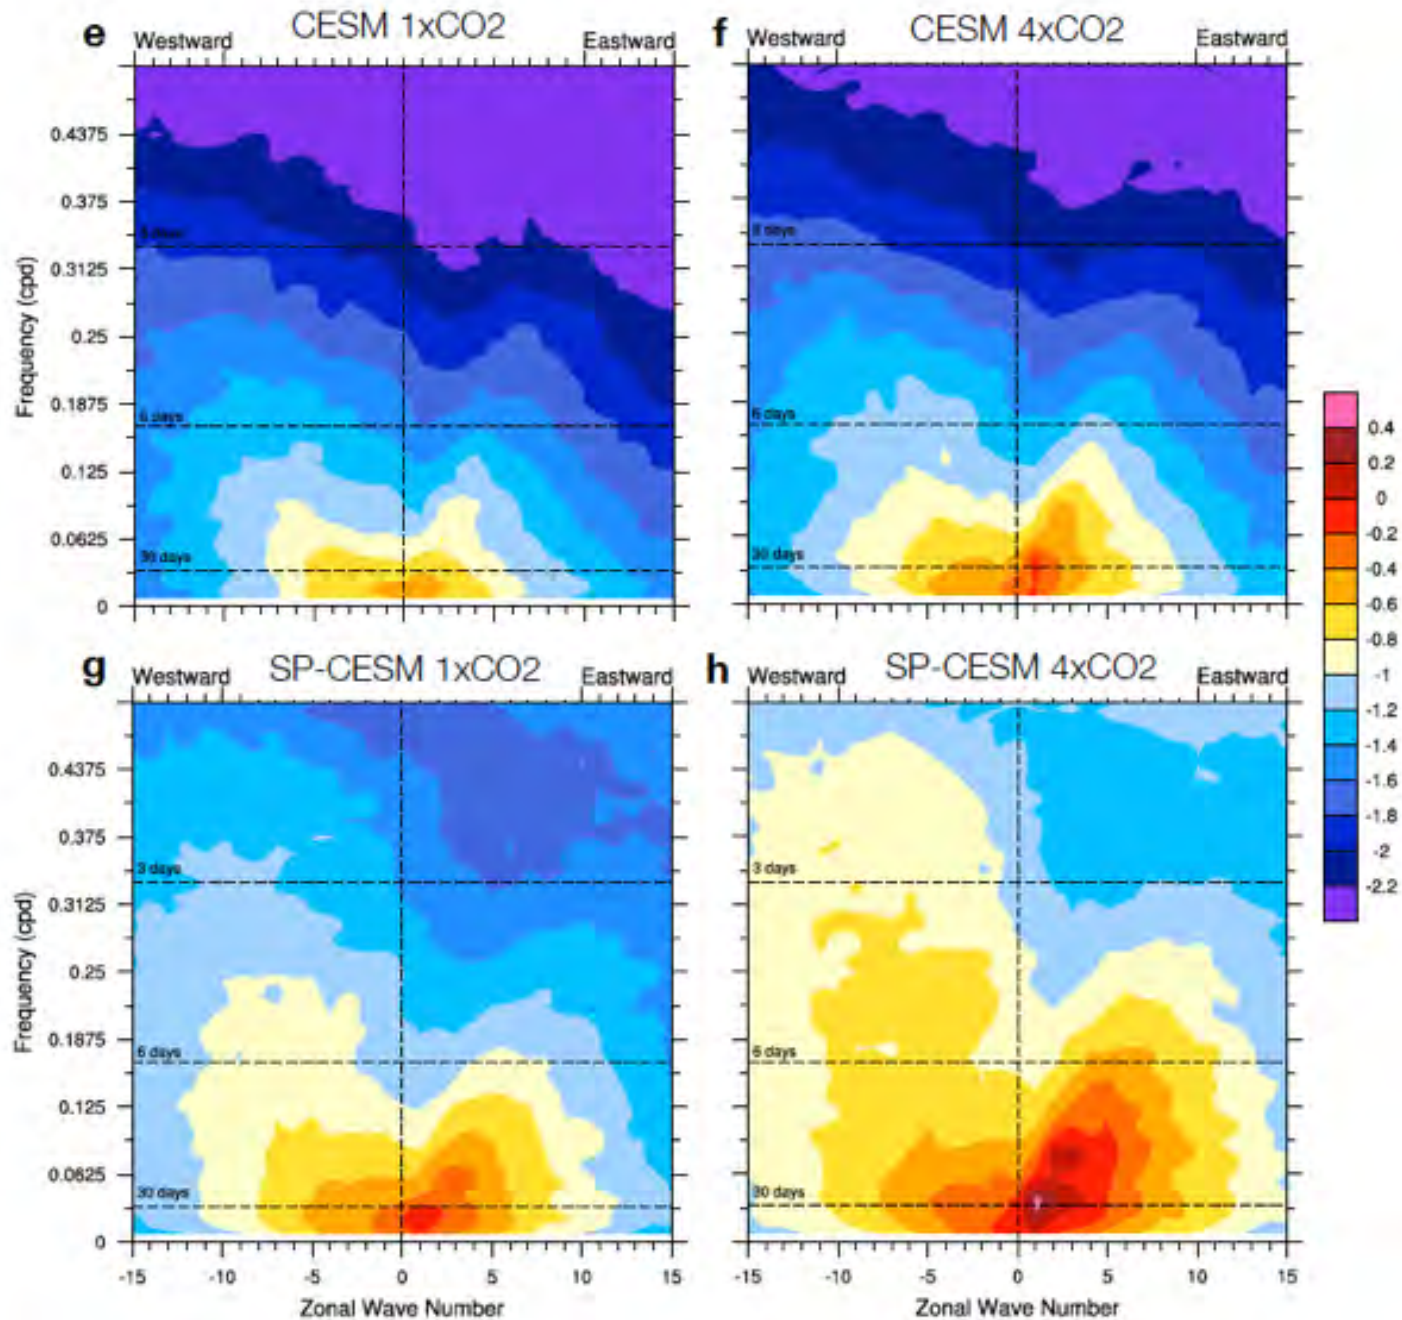 e Westward CESM 1xCO2 Eastward
f Westward CESM 4xCO2 Eastward
Frequency (cpd)
0.4375
0.375
0.3125
0.25
0.1875
0.125
0.0625
0
6 days
30 days
3 days
6 days
30 days
0.4
0.2
0
-0.2
-0.4
-0.6
-0.8
-1
-1.2
-1.4
-1.6
-1.8
-2
-2.2
g Westward SP-CESM 1xCO2 Eastward
h Westward SP-CESM 4xCO2 Eastward
Frequency (cpd)
0.4375
0.375
0.3125
0.25
0.1875
0.125
0.0625
0
3 days
6 days
30 days
3 days
6 days
30 days
-15 -10 -5 0 5 10 15
Zonal Wave Number
-15 -10 -5 0 5 10 15
Zonal Wave Number